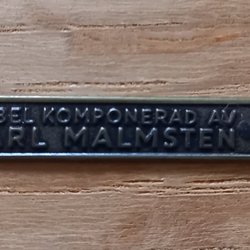 BEL KOMPONERAD AV
RL MALMSTEN